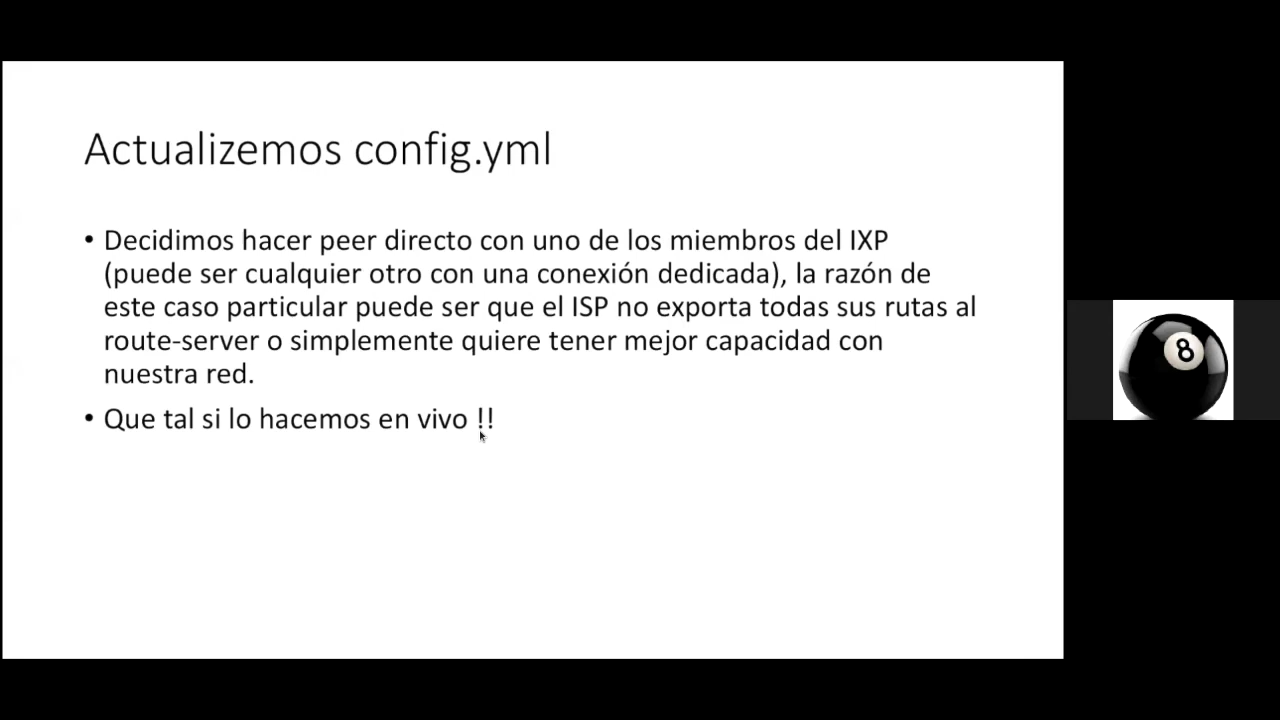 Actualizemos config.yml
• Decidimos hacer peer directo con uno de los miembros del IXP
(puede ser cualquier otro con una conexión dedicada), la razón de
este caso particular puede ser que el ISP no exporta todas sus rutas al
route-server o simplemente quiere tener mejor capacidad con
nuestra red.
• Que tal si lo hacemos en vivo !!
8